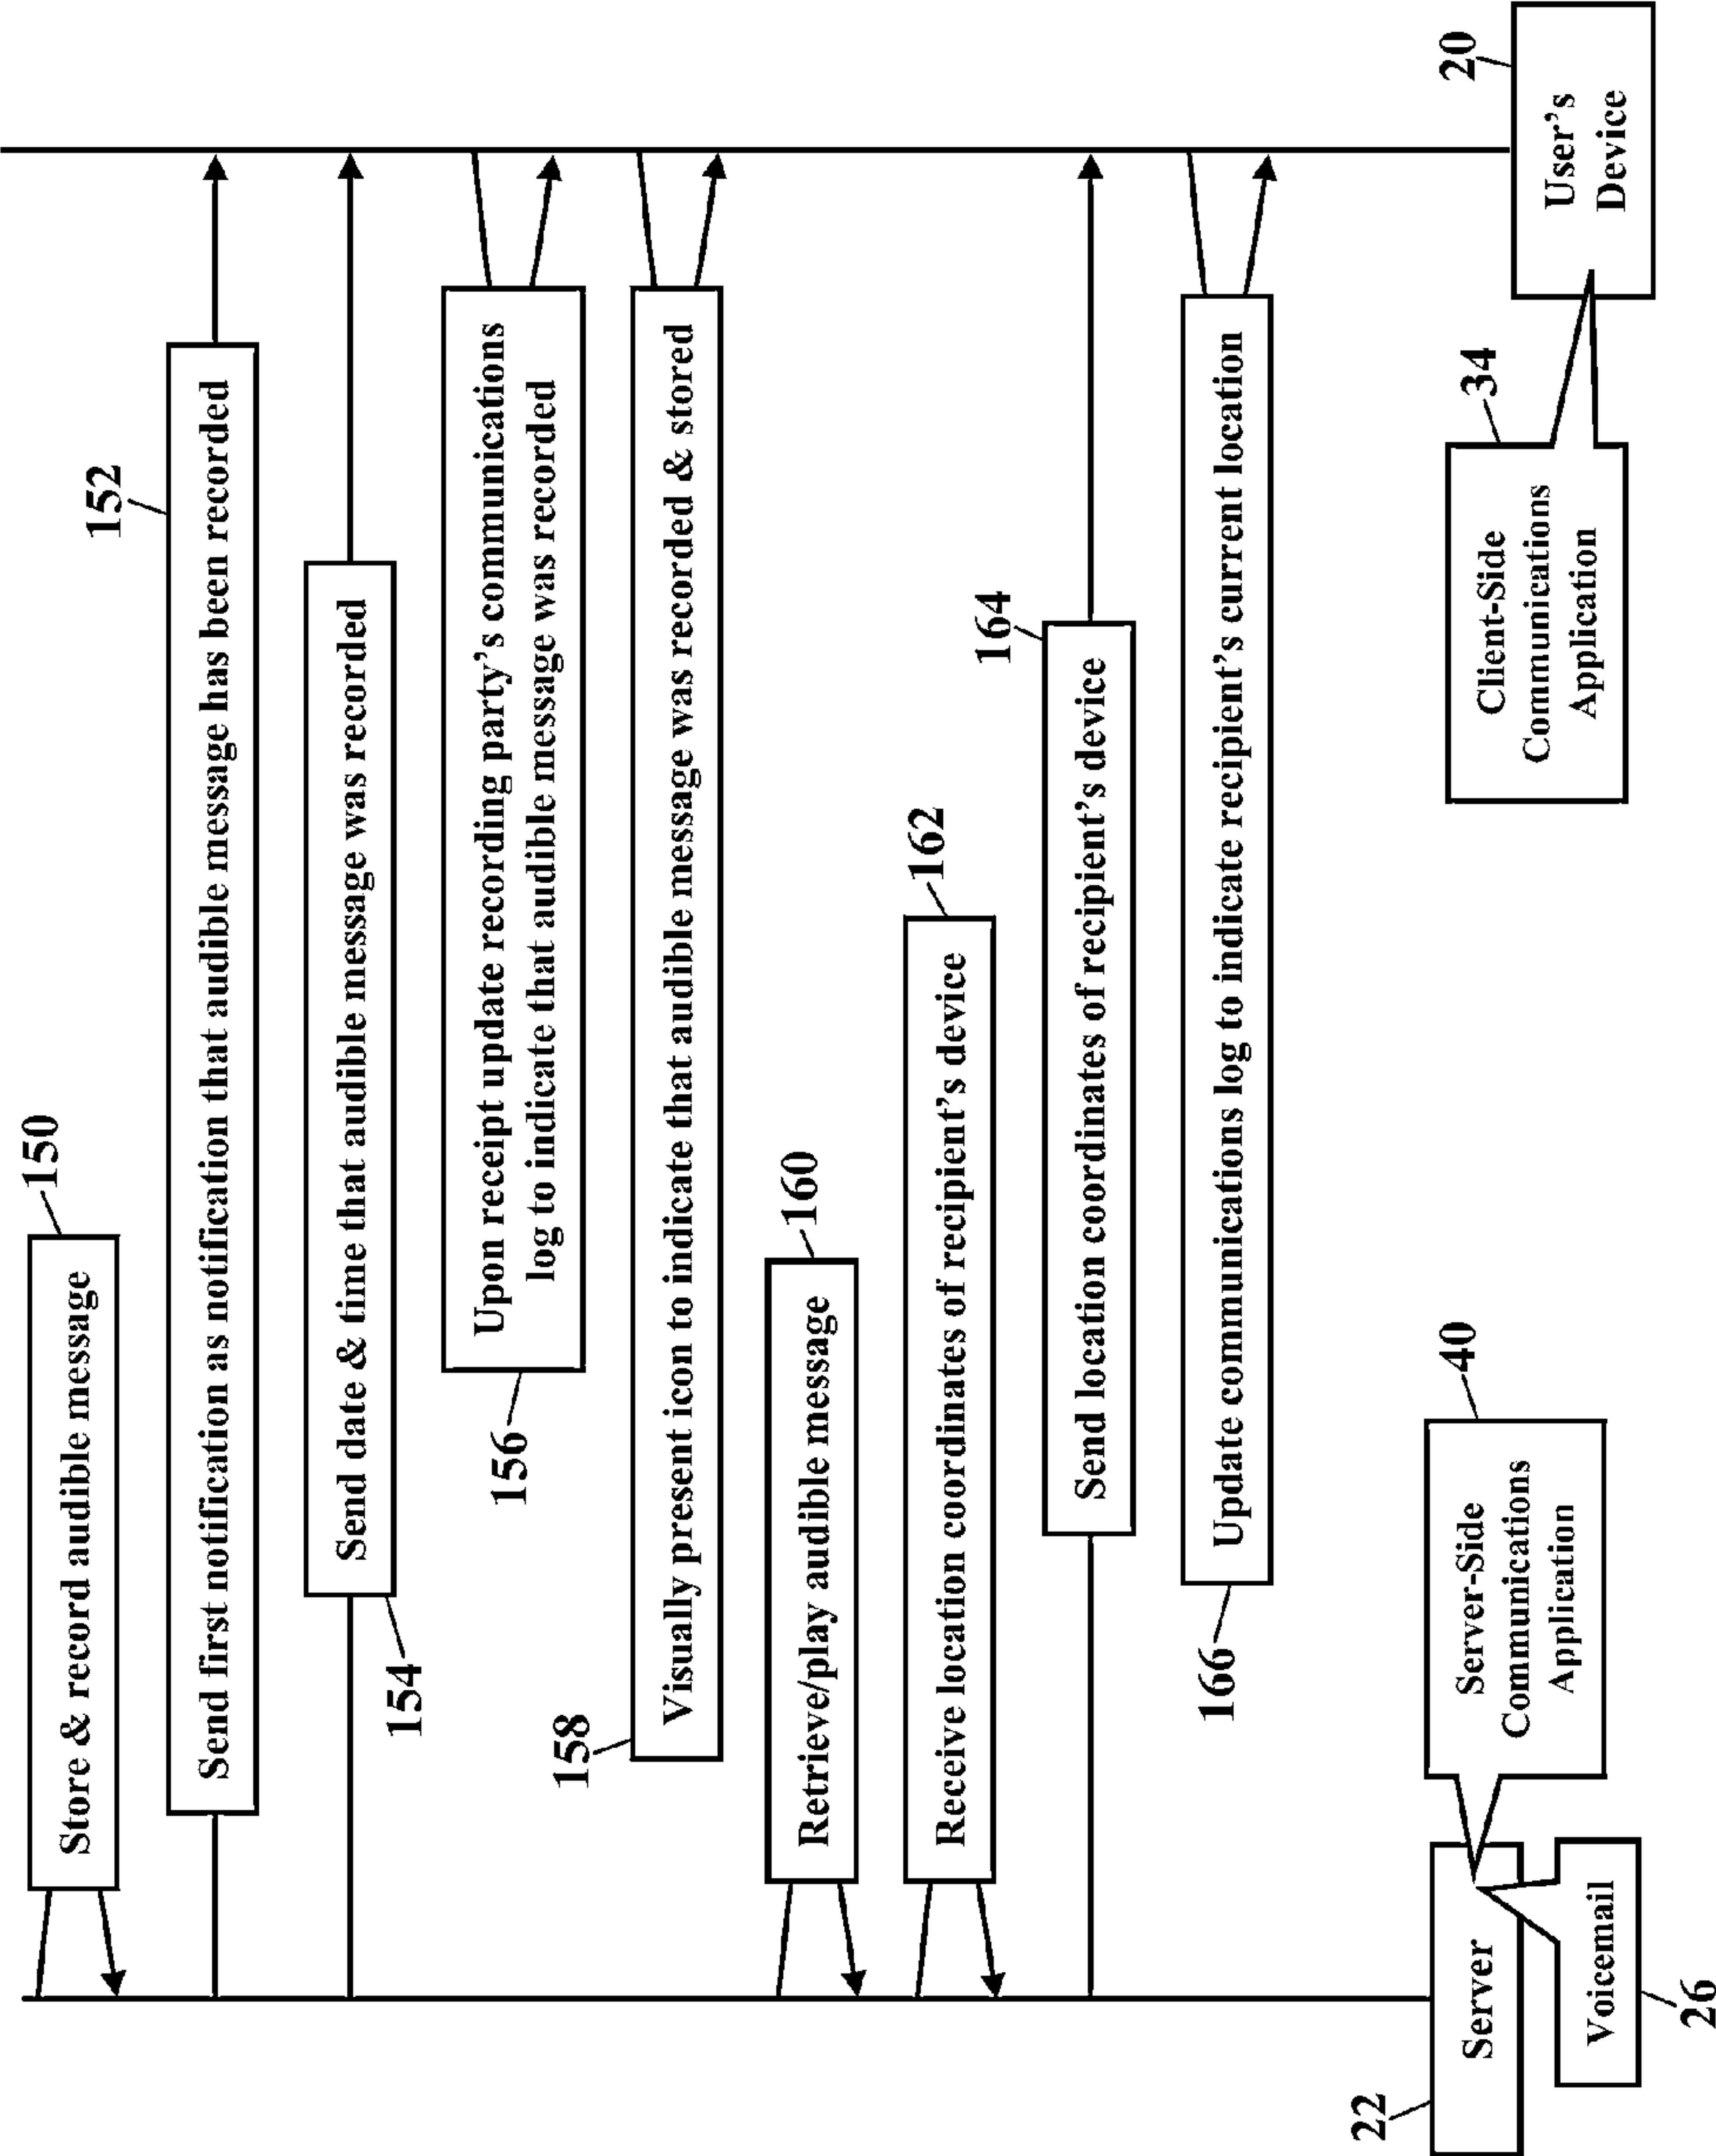 150
Store & record audible message
152
Send first notification as notification that audible message has been recorded
Send date & time that audible message was recorded
154
Upon receipt update recording party's communications
log to indicate that audible message was recorded
156
Visually present icon to indicate that audible message was recorded & stored
158
160
Retrieve/play audible message
162
Receive location coordinates of recipient's device
164
Send location coordinates of recipient's device
Update communications log to indicate recipient's current location
166
22
Server
40
Server-Side
Communications
Application
Voicemail
26
34
Client-Side
Communications
Application
20
User's
Device